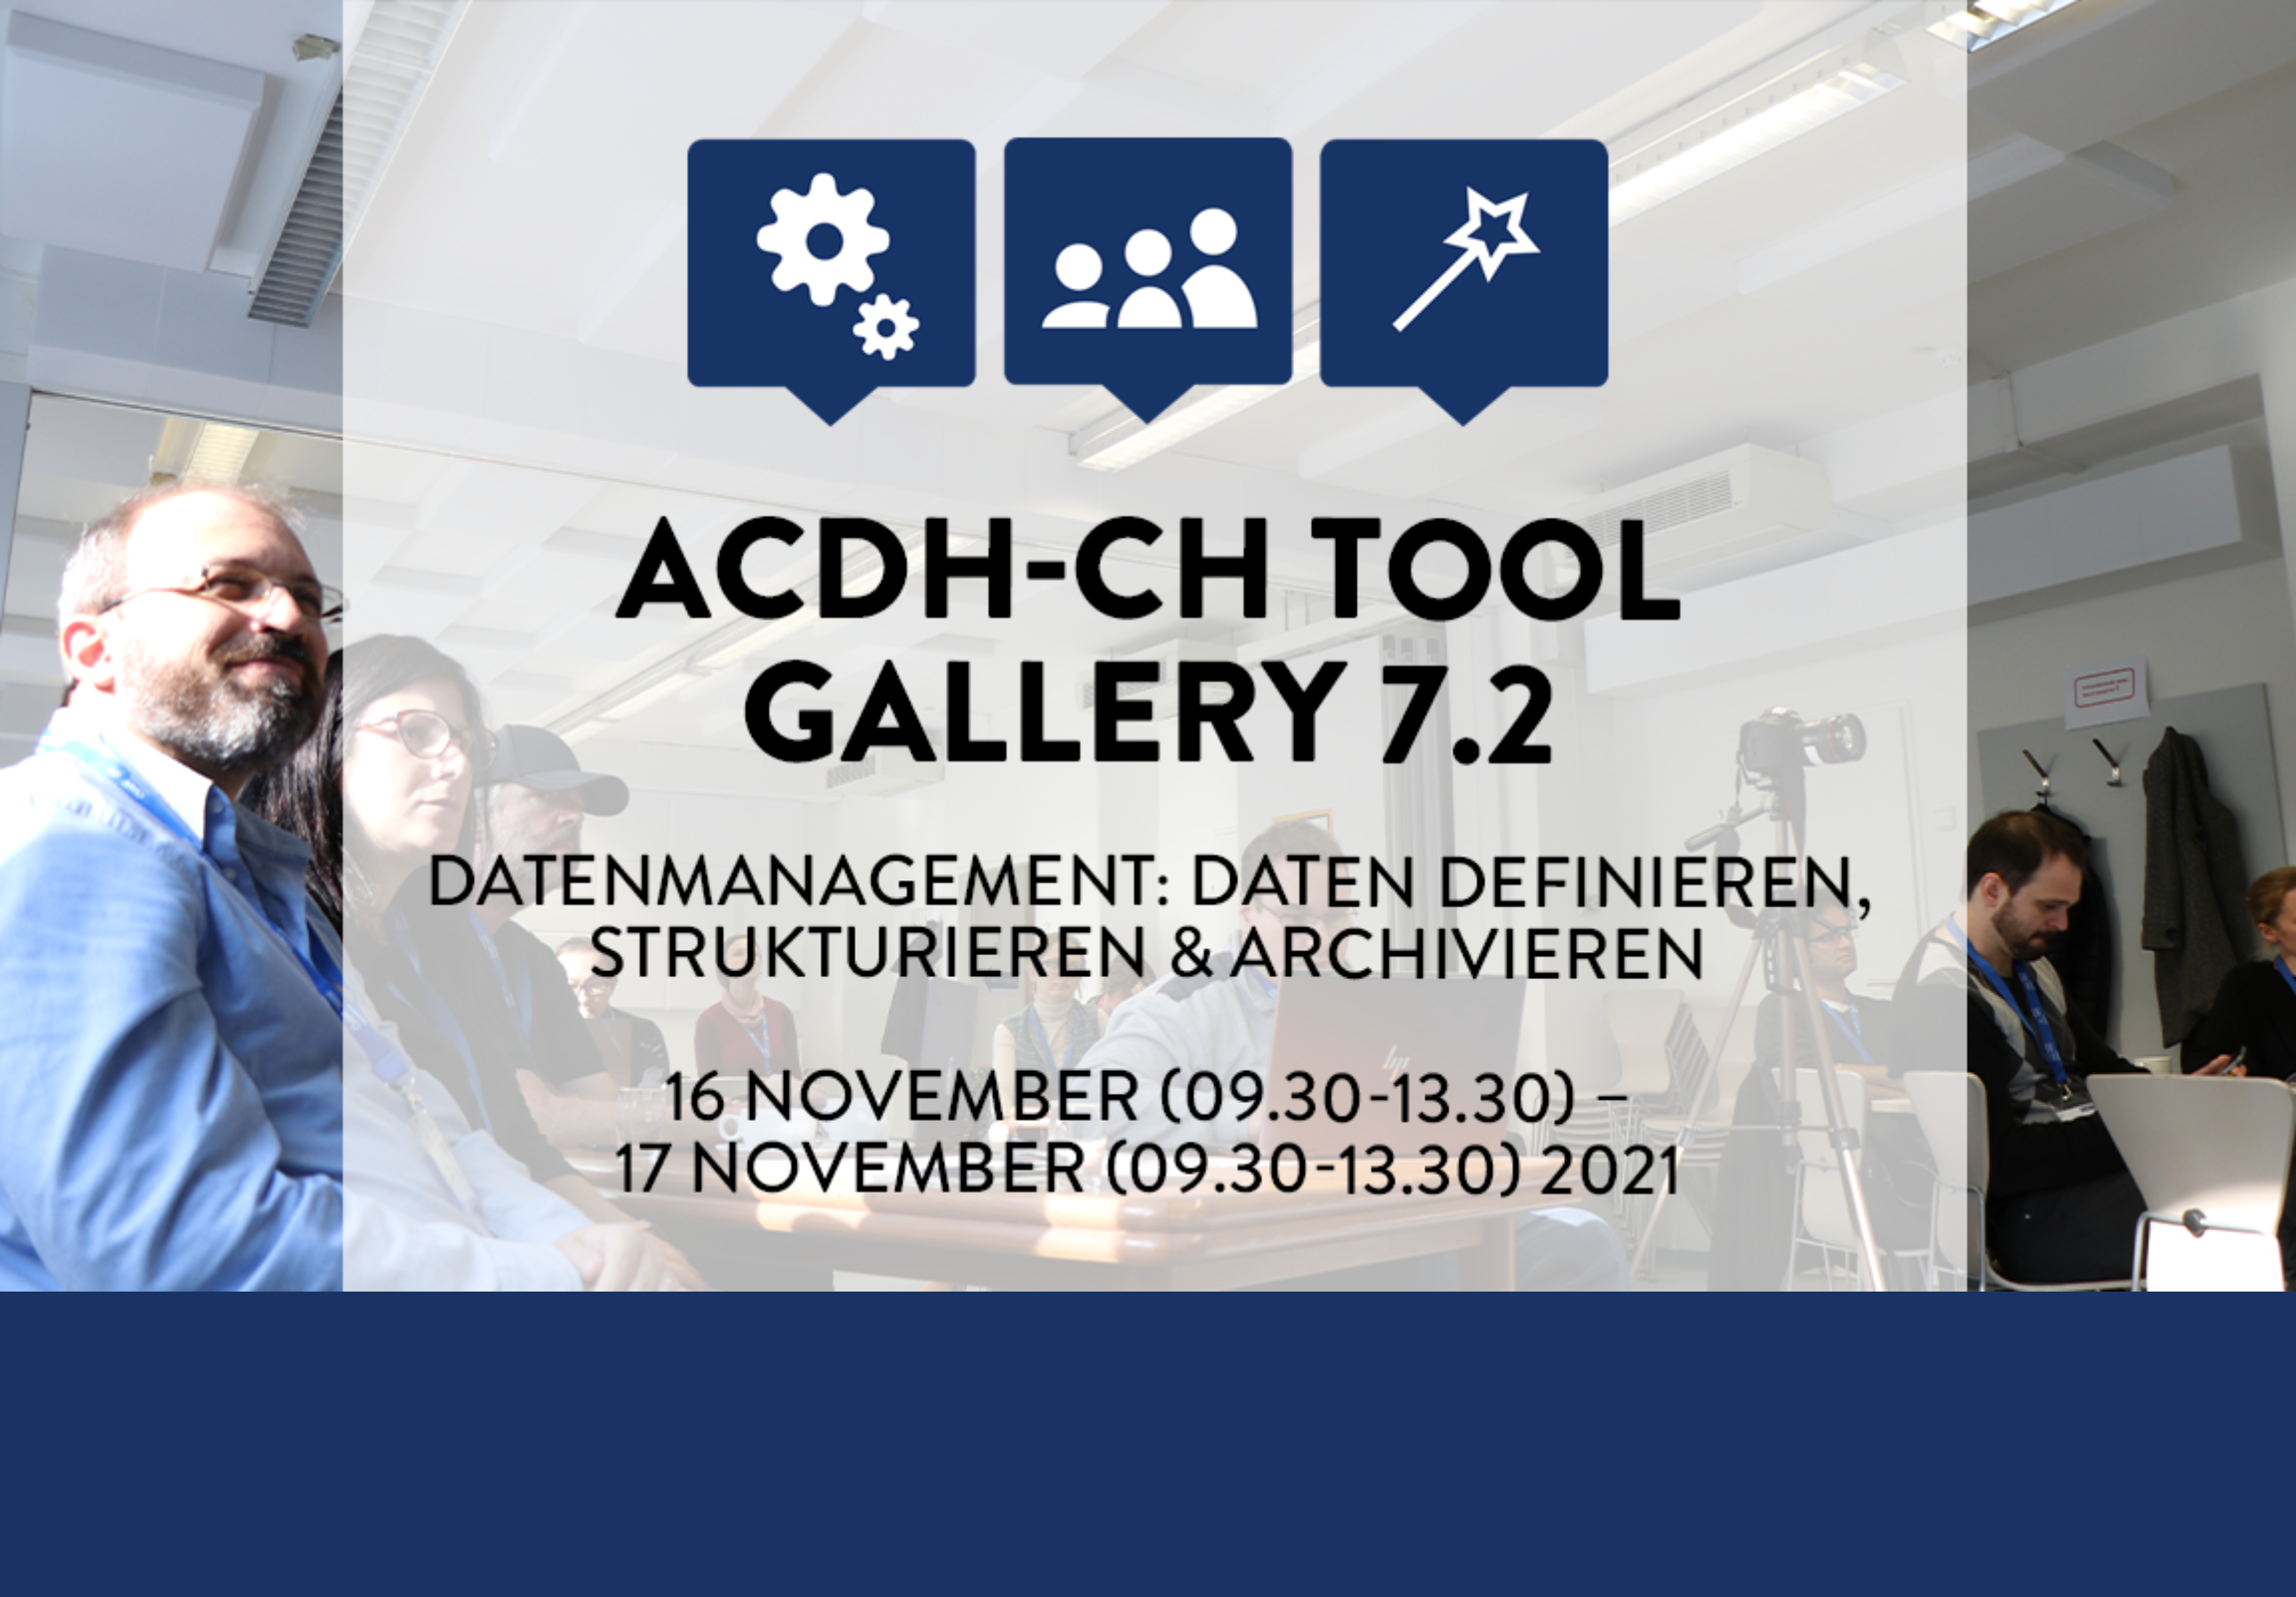 ACDH-CH TOOL
GALLERY 7.2
DATENMANAGEMENT: DATEN DEFINIEREN,
STRUKTURIEREN & ARCHIVIEREN
16 NOVEMBER (09.30-13.30) –
17 NOVEMBER (09.30-13.30) 2021
hp